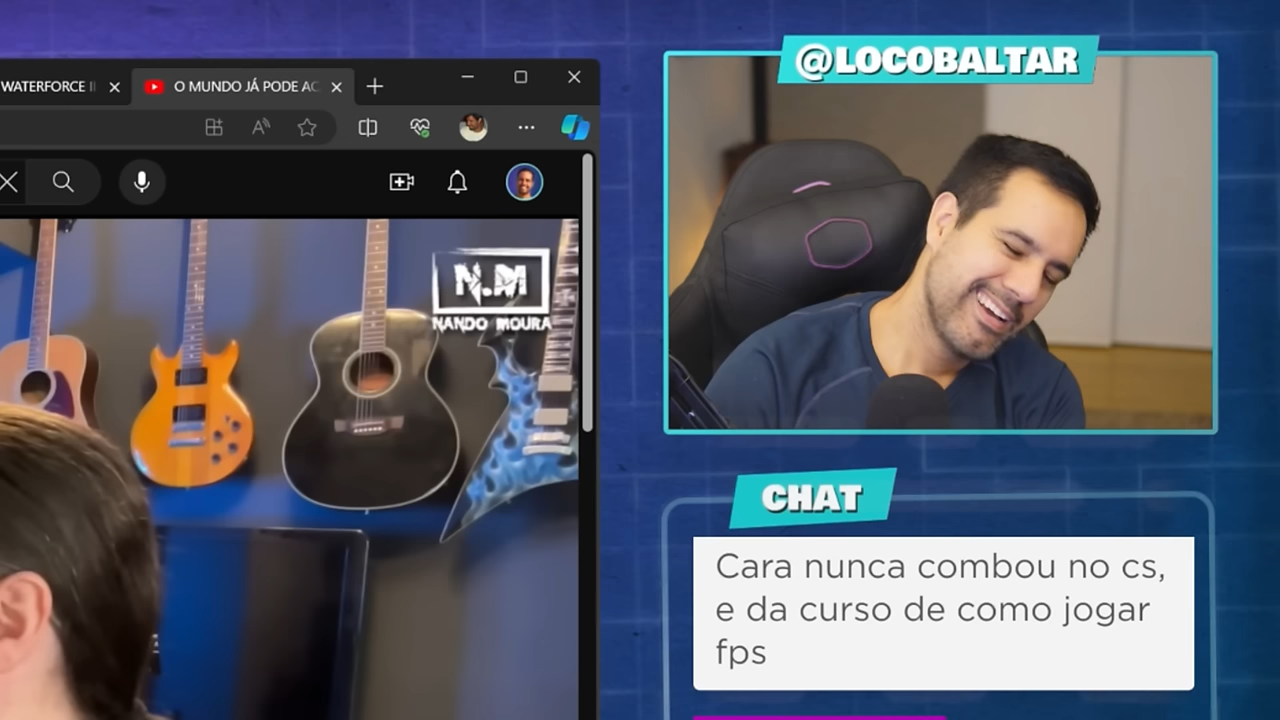 WATERFORCE II
O MUNDO JÁ PODE AC
N.M
NANDO MOURA
@LOCOBALTAR
CHAT
Cara nunca combou no cs,
e da curso de como jogar
fps